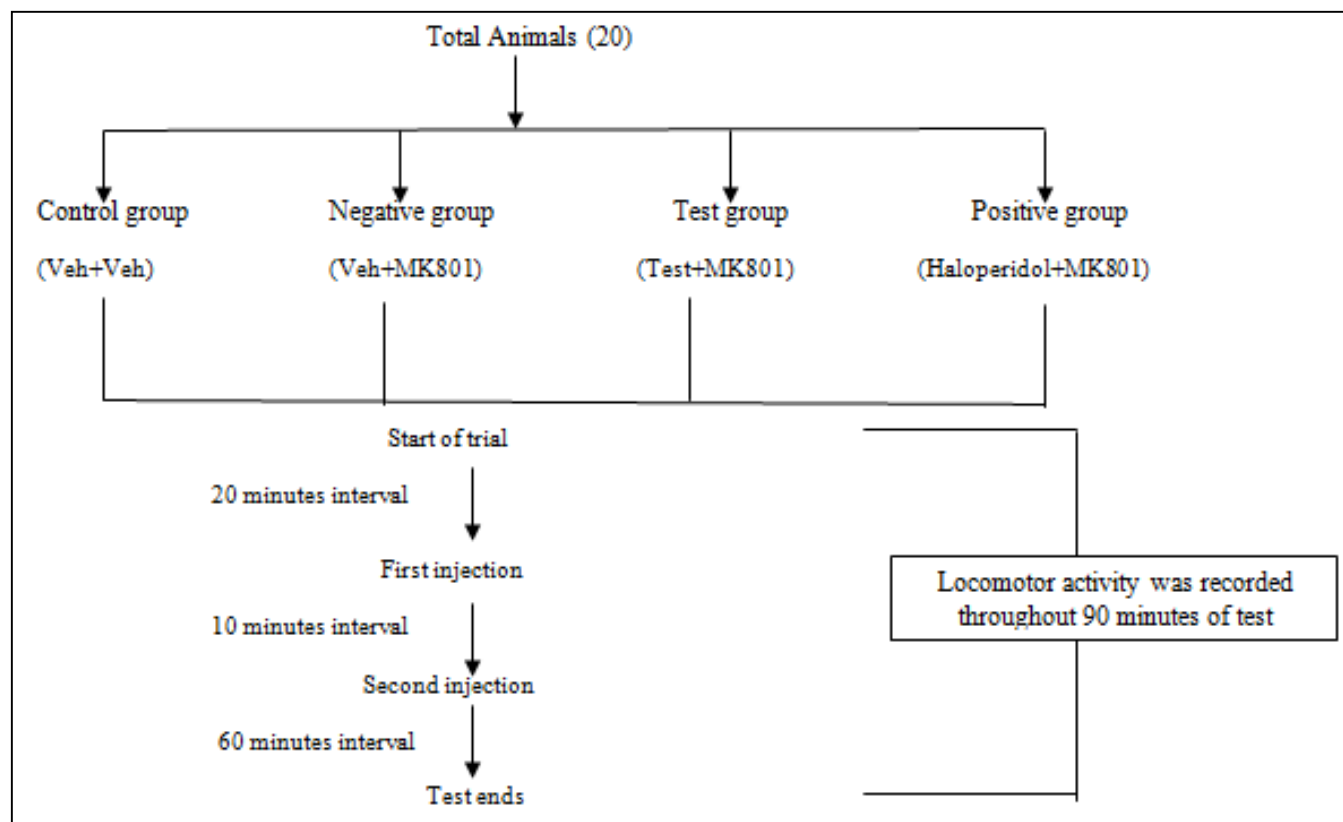 Total Animals (20)
Control group
Negative group
Test group
Positive group
(Veh+Veh)
(Veh+MK801)
(Test+MK801)
(Haloperidol+MK801)
Start of trial
20 minutes interval
First injection
10 minutes interval
Second injection
60 minutes interval
Test ends
Locomotor activity was recorded
throughout 90 minutes of test